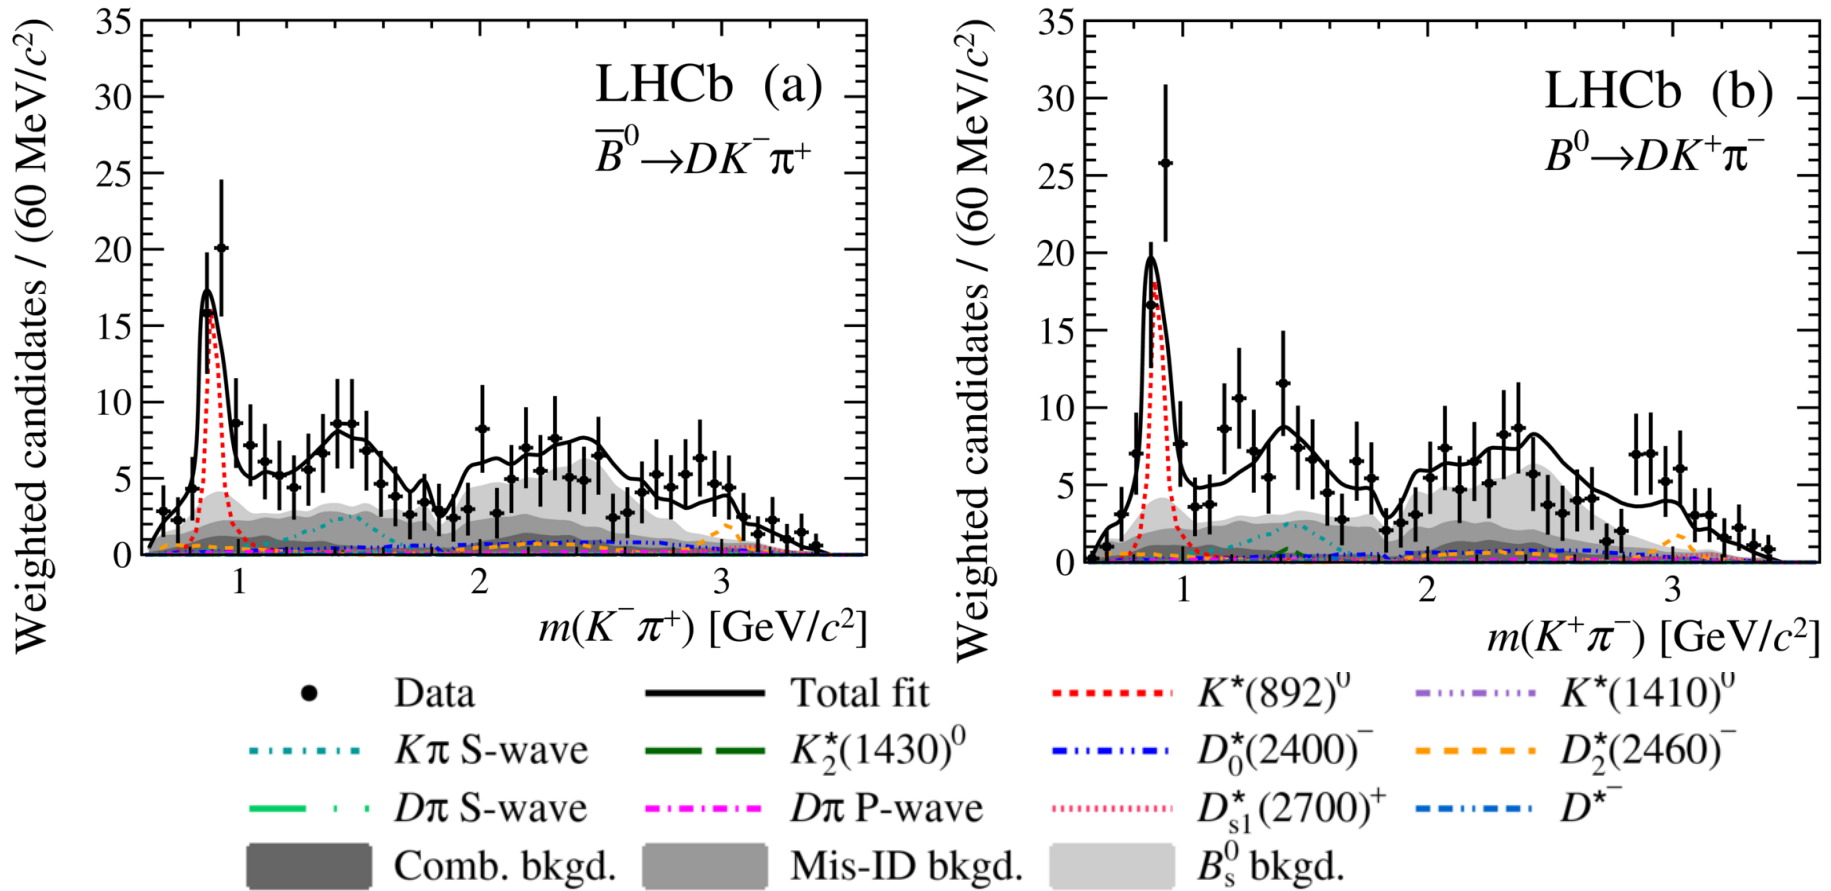 Weighted candidates / (60 MeV/c²)
35
30
25
20
15
10
5
0
LHCb (a)
B̅⁰→DK⁻π⁺
1 2 3
m(K⁻π⁺) [GeV/c²]
Weighted candidates / (60 MeV/c²)
35
30
25
20
15
10
5
0
LHCb (b)
B⁰→DK⁺π⁻
1 2 3
m(K⁺π⁻) [GeV/c²]
Data Total fit K*(892)⁰ K*(1410)⁰
Kπ S-wave K₂*(1430)⁰ D₀*(2400)⁻ D₂*(2460)⁻
Dπ S-wave Dπ P-wave Dₛ₁*(2700)⁺ D*⁻
Comb. bkgd. Mis-ID bkgd. Bₛ⁰ bkgd.